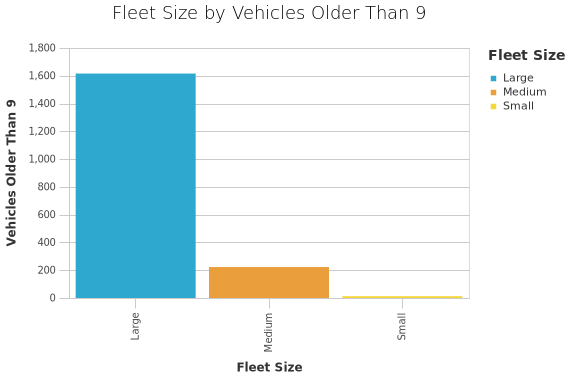 Fleet Size by Vehicles Older Than 9
Vehicles Older Than 9
1,800
1,600
1,400
1,200
1,000
800
600
400
200
0
Large
Medium
Small
Fleet Size
Fleet Size
Large
Medium
Small